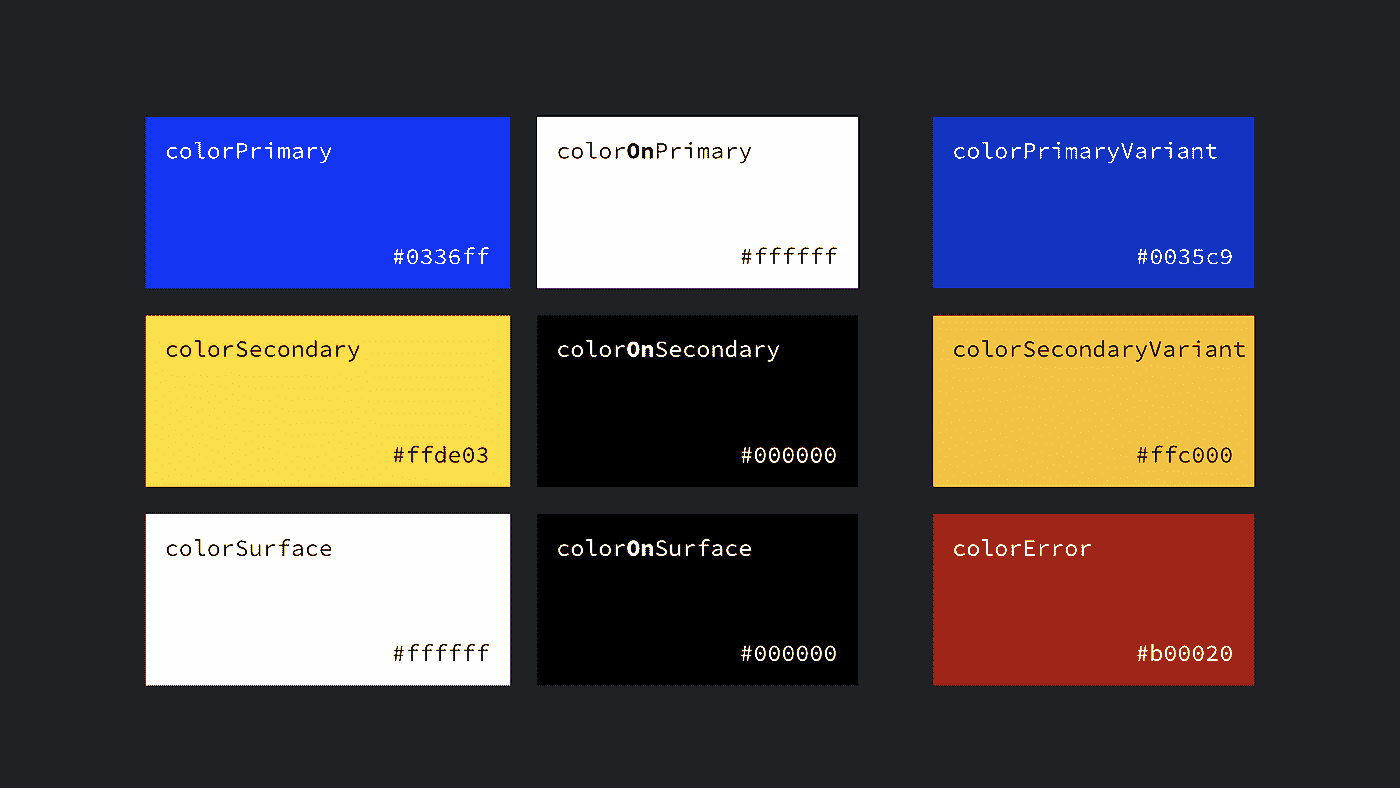 colorPrimary
#0336ff
colorOnPrimary
#ffffff
colorPrimaryVariant
#0035c9
colorSecondary
#ffde03
colorOnSecondary
#000000
colorSecondaryVariant
#ffc000
colorSurface
#ffffff
colorOnSurface
#000000
colorError
#b00020